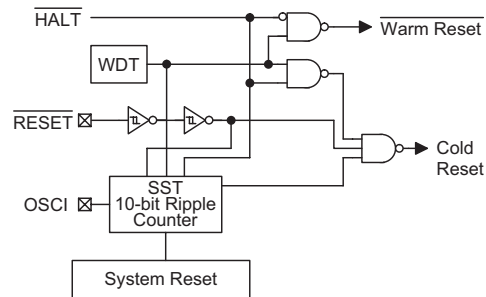 HALT
Warm Reset
WDT
RESET
Cold
Reset
OSCI
SST
10-bit Ripple
Counter
System Reset